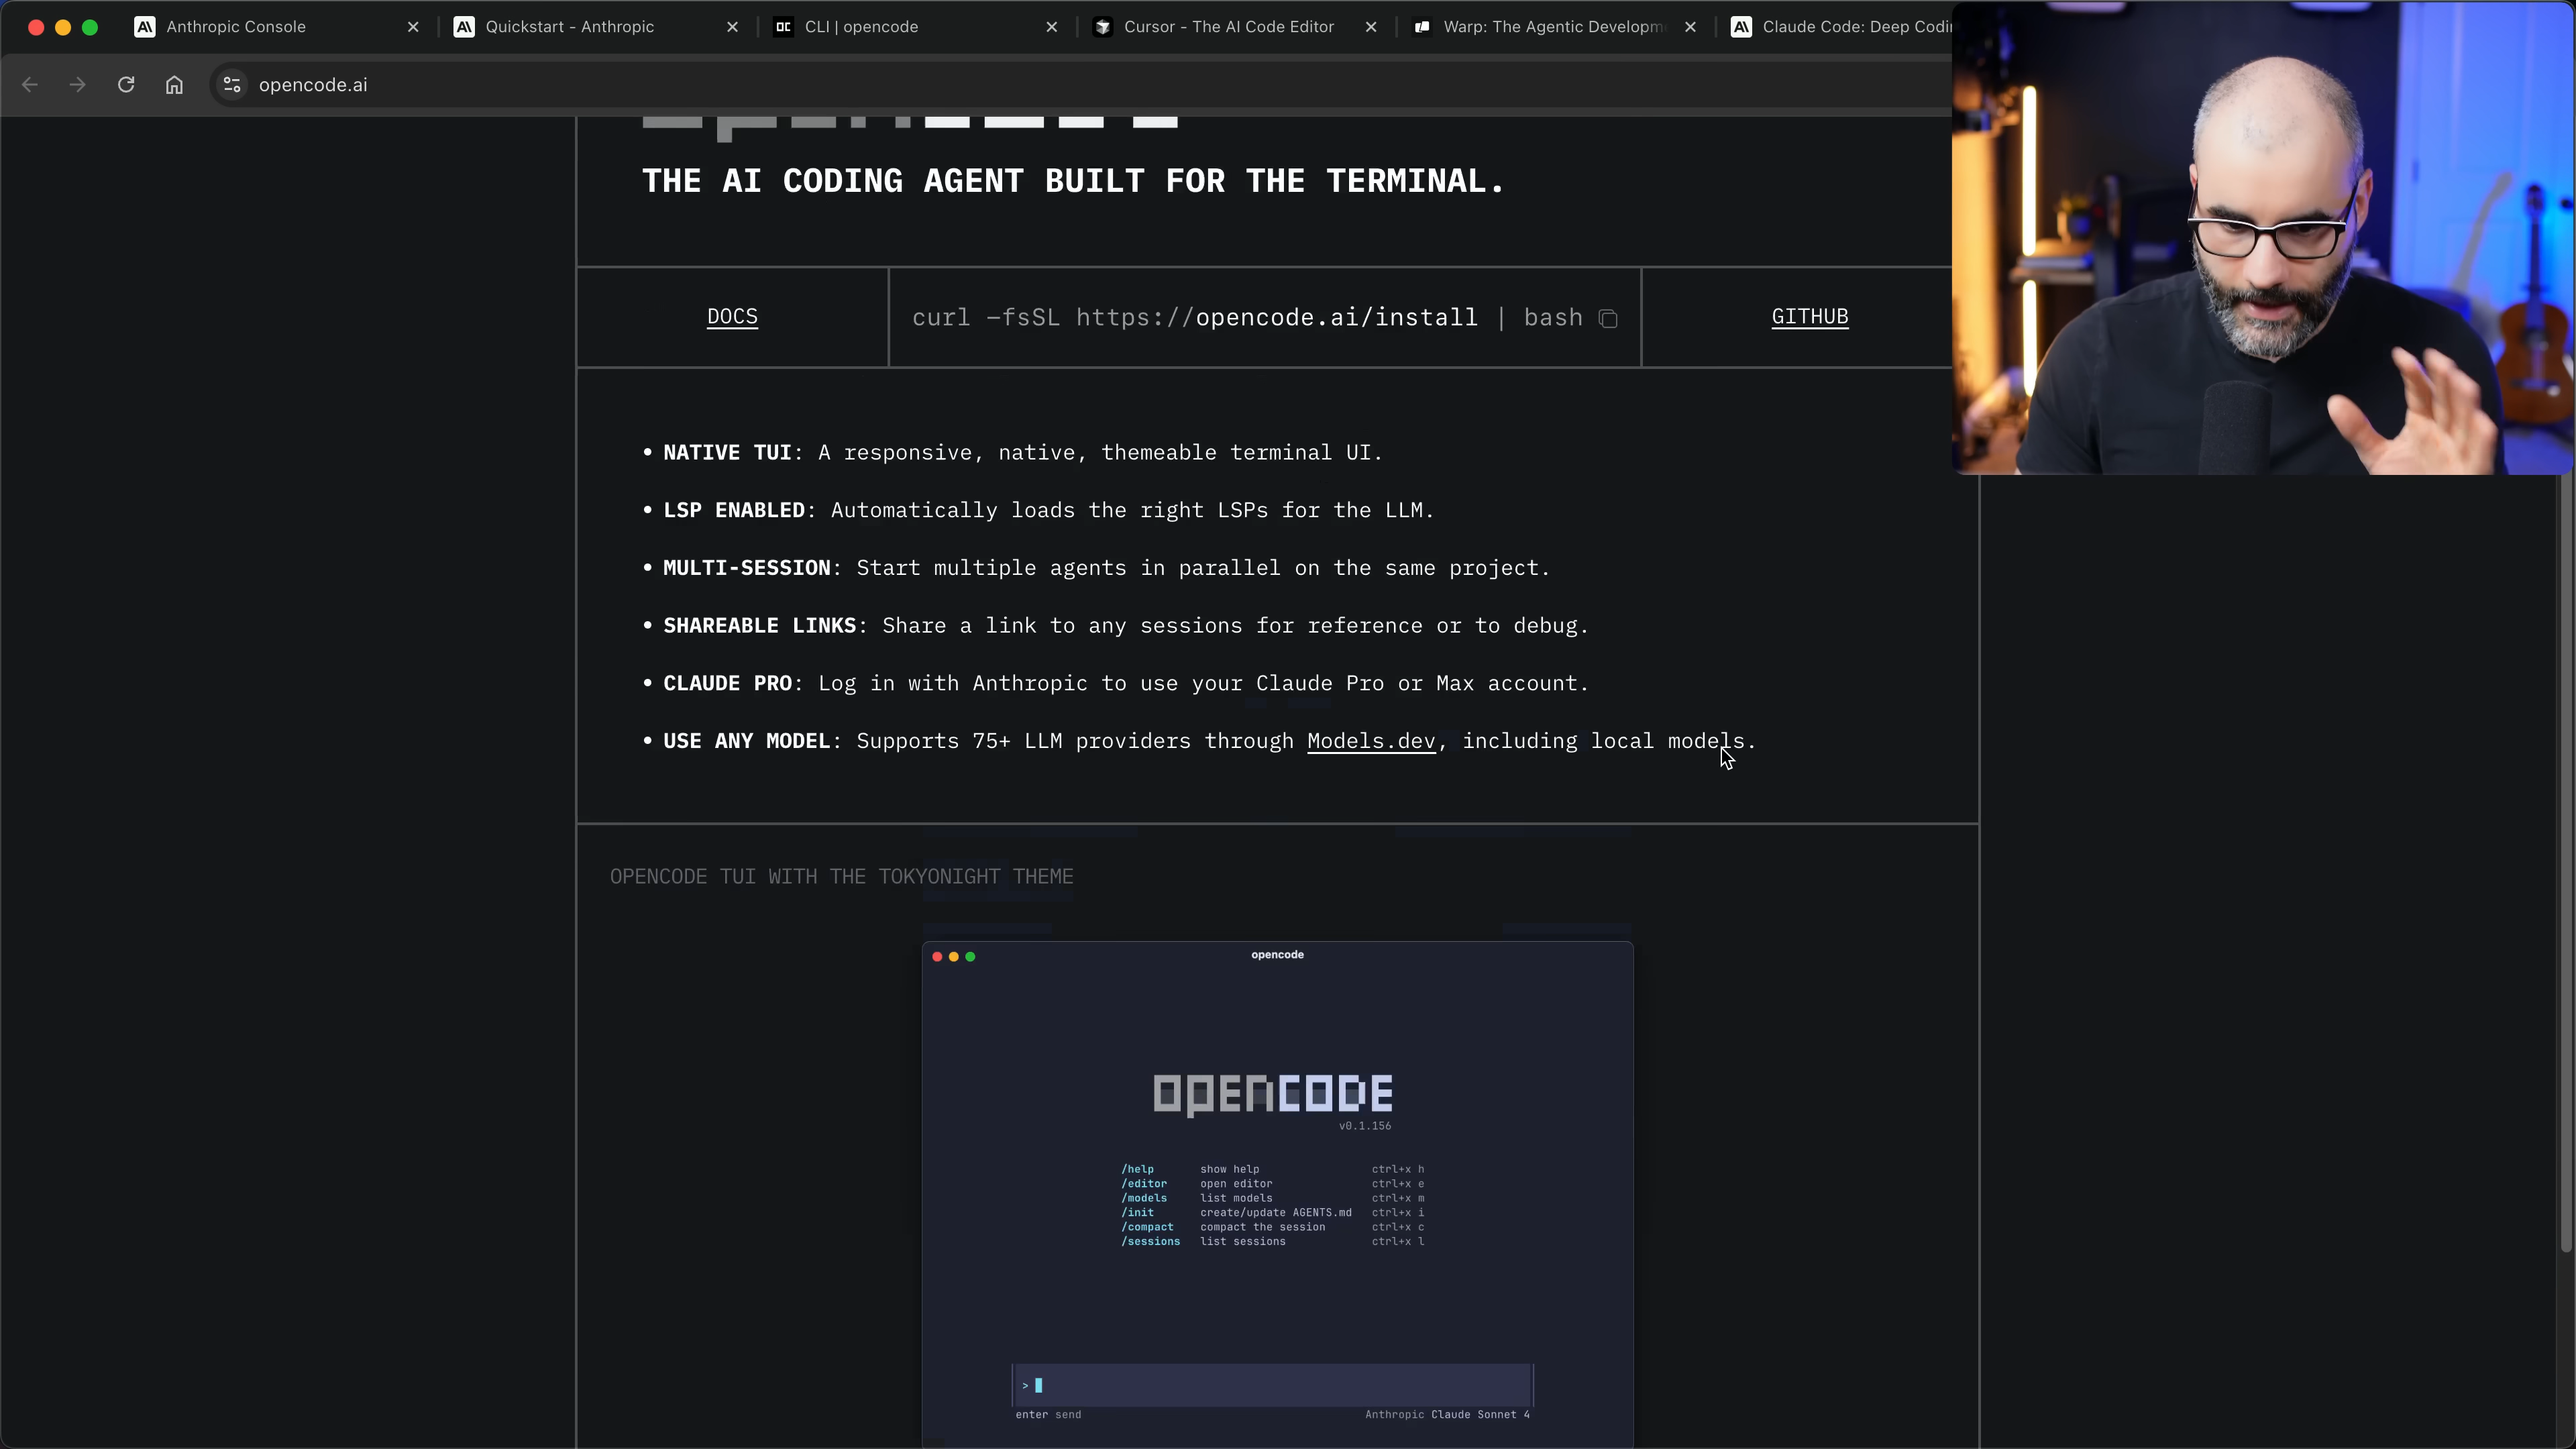 Anthropic Console
Quickstart - Anthropic
CLI | opencode
Cursor - The AI Code Editor
Warp: The Agentic Developm
Claude Code: Deep Codi
opencode.ai
THE AI CODING AGENT BUILT FOR THE TERMINAL.
DOCS
curl -fsSL https://opencode.ai/install | bash
GITHUB
• NATIVE TUI: A responsive, native, themeable terminal UI.
• LSP ENABLED: Automatically loads the right LSPs for the LLM.
• MULTI-SESSION: Start multiple agents in parallel on the same project.
• SHAREABLE LINKS: Share a link to any sessions for reference or to debug.
• CLAUDE PRO: Log in with Anthropic to use your Claude Pro or Max account.
• USE ANY MODEL: Supports 75+ LLM providers through Models.dev, including local models.
OPENCODE TUI WITH THE TOKYONIGHT THEME
opencode
opencode
v0.1.156
/help show help ctrl+x h
/editor open editor ctrl+x e
/models list models ctrl+x m
/init create/update AGENTS.md ctrl+x i
/compact compact the session ctrl+x c
/sessions list sessions ctrl+x l
>
enter send
Anthropic Claude Sonnet 4